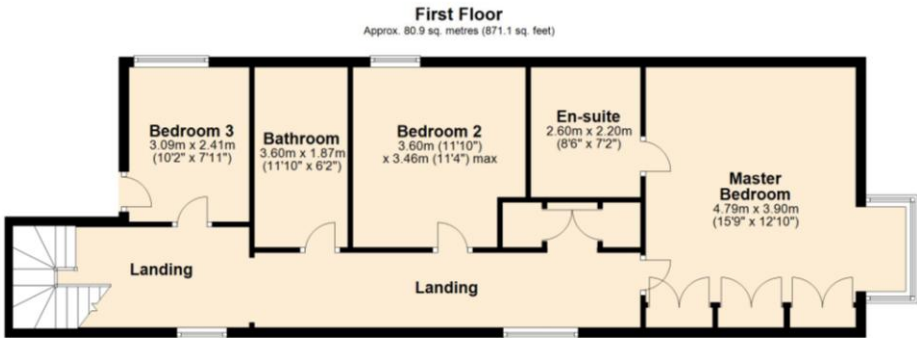 First Floor
Approx. 80.9 sq. metres (871.1 sq. feet)
Bedroom 3
3.09m x 2.41m
(10'2" x 7'11")
Bathroom
3.60m x 1.87m
(11'10" x 6'2")
Bedroom 2
3.60m (11'10")
x 3.46m (11'4") max
En-suite
2.60m x 2.20m
(8'6" x 7'2")
Master
Bedroom
4.79m x 3.90m
(15'9" x 12'10")
Landing
Landing